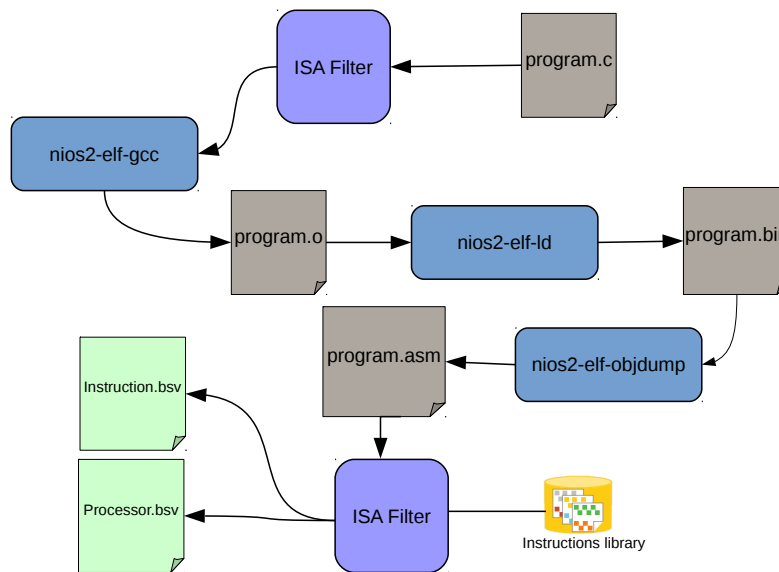 ISA Filter
program.c
nios2-elf-gcc
program.o
nios2-elf-ld
program.bi
program.asm
nios2-elf-objdump
Instruction.bsv
Processor.bsv
ISA Filter
Instructions library